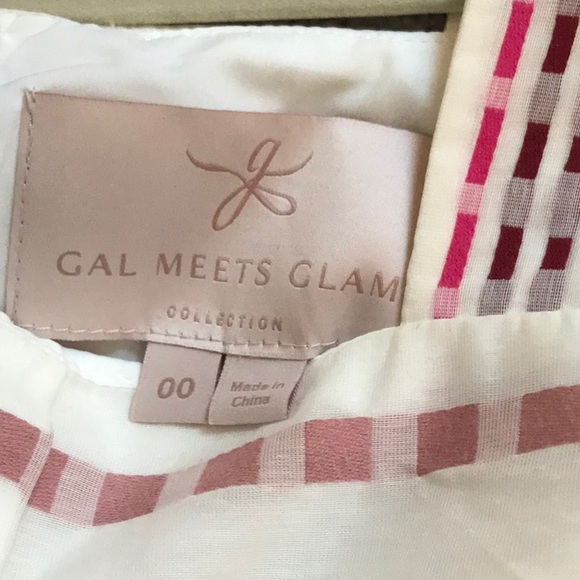 g
GAL MEETS GLAM
COLLECTION
00
Made in
China